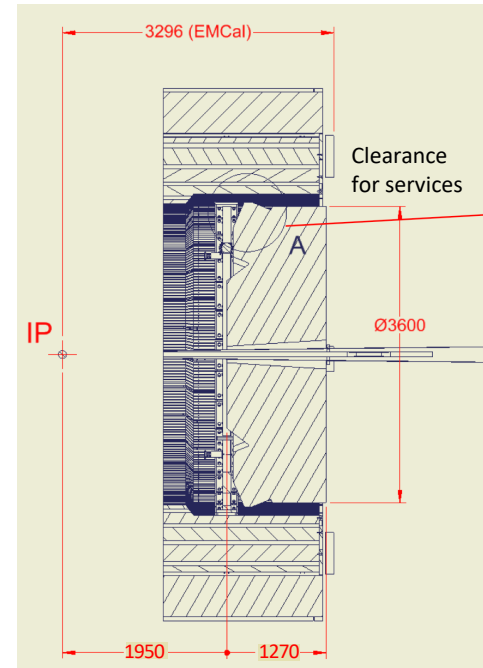 3296 (EMCal)
Clearance
for services
A
Ø3600
IP
1950
1270